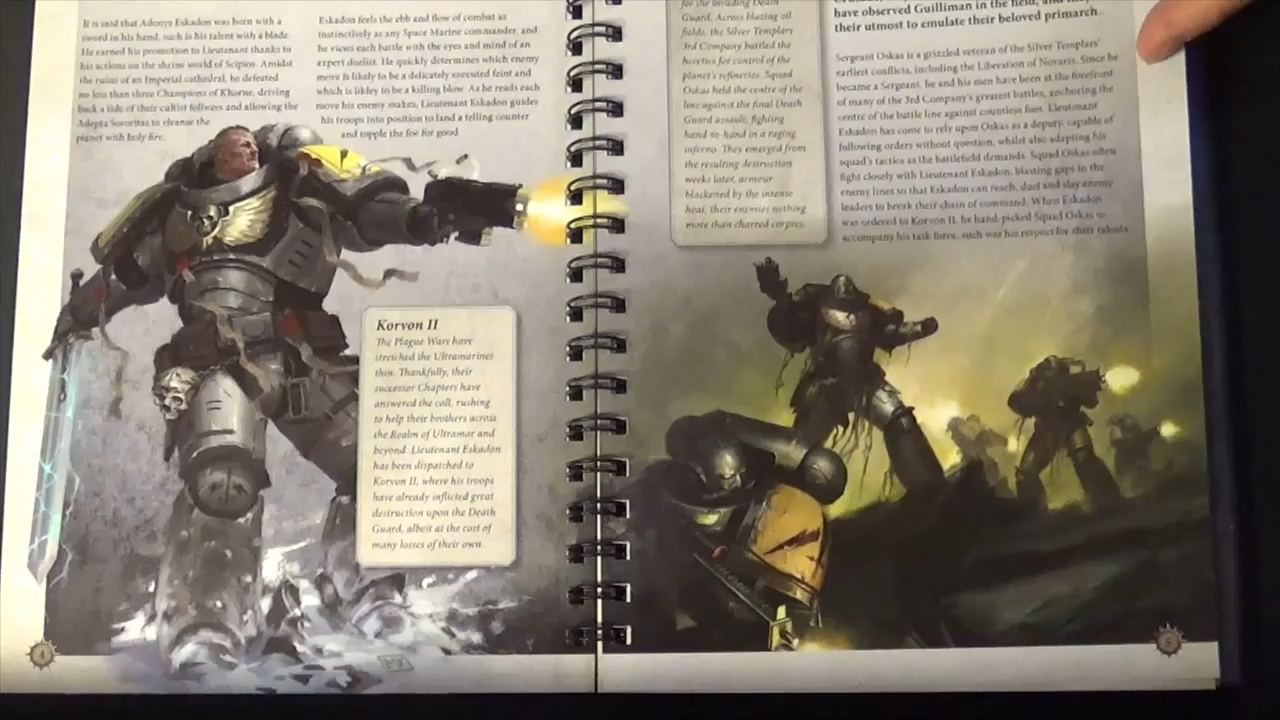 It is said that Adonys Eskadon was born with a
sword in his hand, such is his talent with a blade.
He earned his promotion to Lieutenant thanks to
his actions on the shrine world of Scipios. Amidst
the ruins of an Imperial cathedral, he defeated
no less than three Champions of Khorne, driving
back a tide of their cultist followers and allowing the
Adepta Sororitas to cleanse the
planet with holy fire.
Eskadon feels the ebb and flow of combat as
instinctively as any Space Marine commander, and
he views each battle with the eyes and mind of an
expert duelist. He quickly determines which enemy
move is likely to be a delicately executed feint and
which is likely to be a killing blow. As he reads each
move his enemy makes, Lieutenant Eskadon guides
his troops into position to land a telling counter
and topple the foe for good
Korvon II
The Plague Wars have
stretched the Ultramarines
thin. Thankfully, their
successor Chapters have
answered the call, rushing
to help their brothers across
the Realm of Ultramar and
beyond. Lieutenant Eskadon
has been dispatched to
Korvon II, where his troops
have already inflicted great
destruction upon the Death
Guard, albeit at the cost of
many losses of their own.
4
for the invading Death
Guard. Across blazing oil
fields, the Silver Templars
3rd Company battled the
heretics for control of the
planet's refineries. Squad
Oskas held the centre of the
line against the final Death
Guard assault, fighting
hand-to-hand in a raging
inferno. They emerged from
the resulting destruction
weeks later, armour
blackened by the intense
heat, their enemies nothing
more than charred corpses.
have observed Guilliman in the field, and they
their utmost to emulate their beloved primarch.
Sergeant Oskas is a grizzled veteran of the Silver Templars'
earliest conflicts, including the Liberation of Novaris. Since he
became a Sergeant, he and his men have been at the forefront
of many of the 3rd Company's greatest battles, anchoring the
centre of the battle line against countless foes. Lieutenant
Eskadon has come to rely upon Oskas as a deputy, capable of
following orders without question, whilst also adapting his
squad's tactics as the battlefield demands. Squad Oskas often
fight closely with Lieutenant Eskadon, blasting gaps in the
enemy lines so that Eskadon can reach, duel and slay enemy
leaders to break their chain of command. When Eskadon
was ordered to Korvon II, he hand-picked Squad Oskas to
accompany his task force, such was his respect for their talents.
5